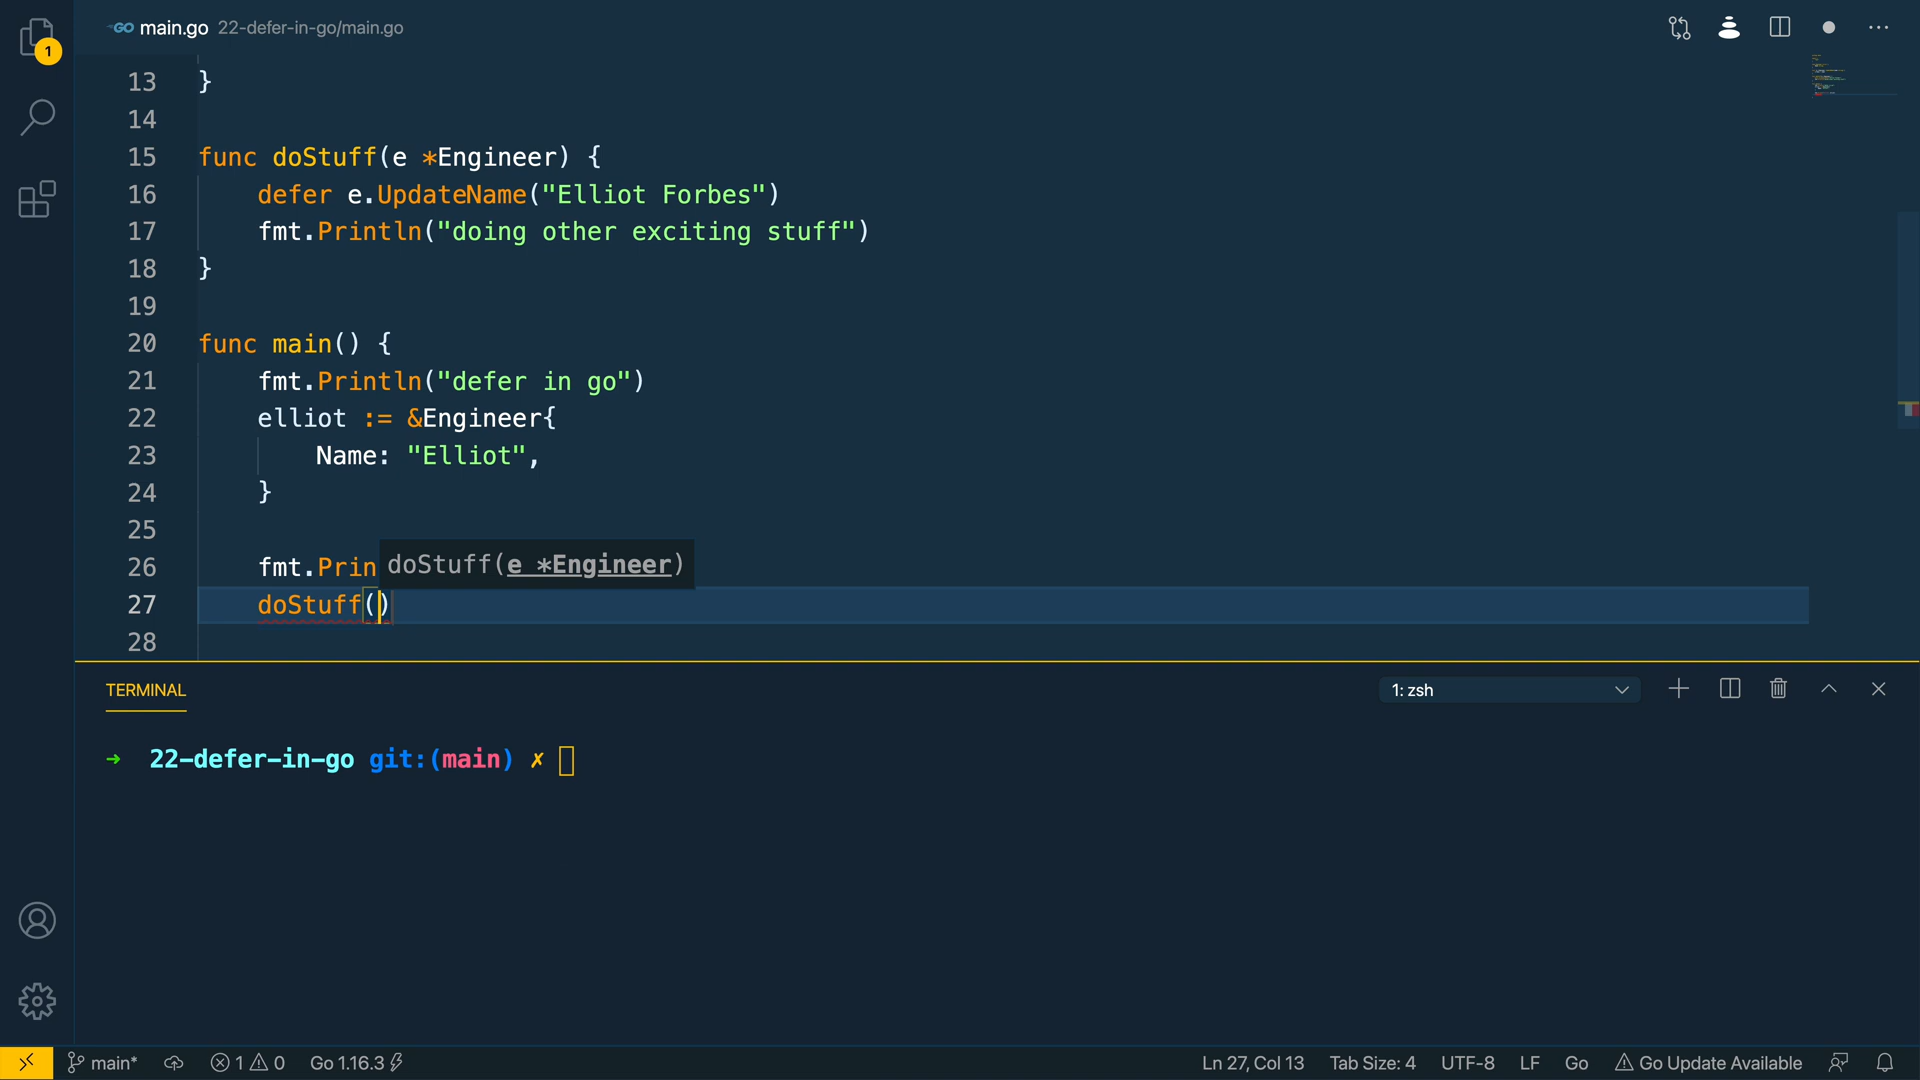 GO main.go 22-defer-in-go/main.go
1
13 }
14
15 func doStuff(e *Engineer) {
16 defer e.UpdateName("Elliot Forbes")
17 fmt.Println("doing other exciting stuff")
18 }
19
20 func main() {
21 fmt.Println("defer in go")
22 elliot := &Engineer{
23 Name: "Elliot",
24 }
25
26 fmt.Prin doStuff(e *Engineer)
27 doStuff()
28
TERMINAL 1: zsh
➜ 22-defer-in-go git:(main) ✗
main* 1 0 Go 1.16.3 Ln 27, Col 13 Tab Size: 4 UTF-8 LF Go Go Update Available